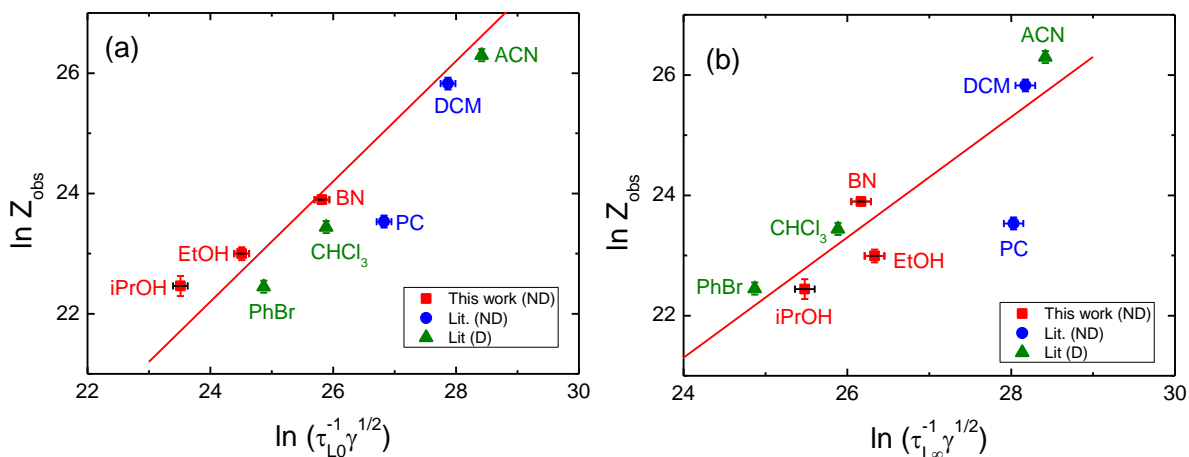 (a)
ACN
DCM
BN
PC
CHCl₃
EtOH
iPrOH
PhBr
This work (ND)
Lit. (ND)
Lit (D)
26
24
22
22 24 26 28 30
ln Z_obs
ln (τ_L0^-1 γ^1/2)
(b)
ACN
DCM
BN
CHCl₃
PC
EtOH
PhBr
iPrOH
This work (ND)
Lit. (ND)
Lit (D)
26
24
22
24 26 28 30
ln Z_obs
ln (τ_L∞^-1 γ^1/2)